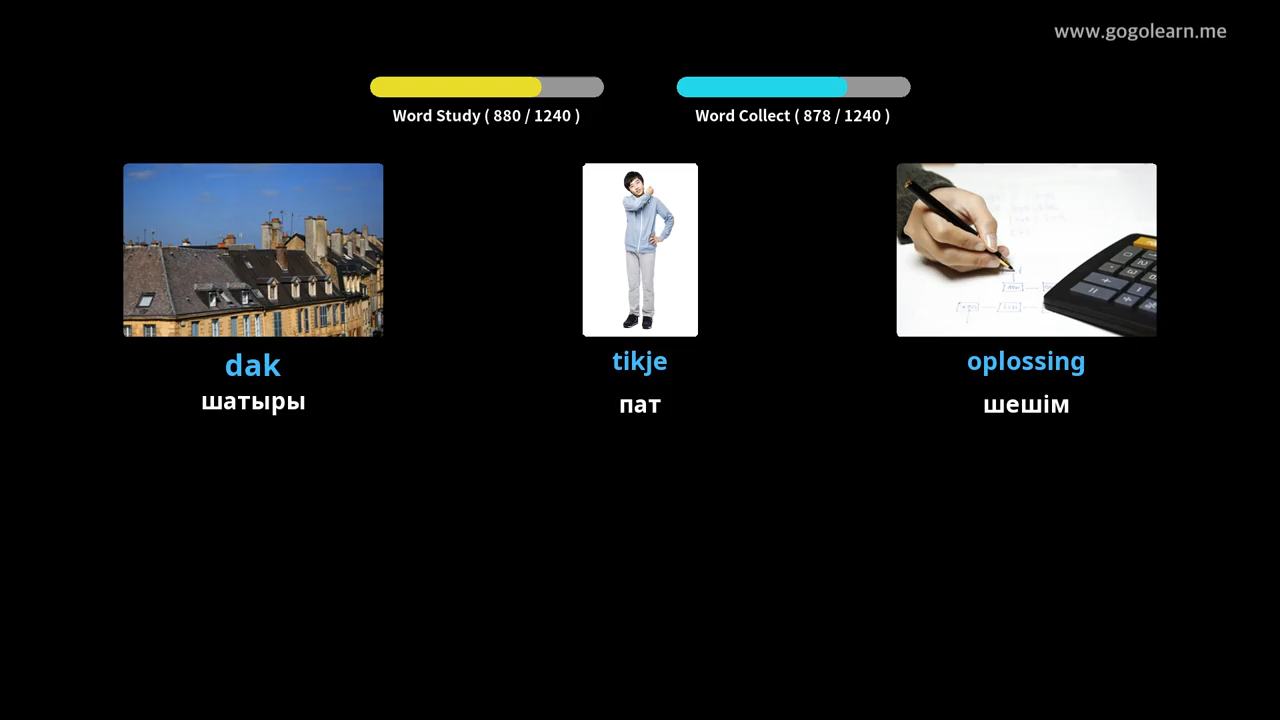 www.gogolearn.me
Word Study ( 880 / 1240 )
Word Collect ( 878 / 1240 )
dak
шатыры
tikje
пат
oplossing
шешім